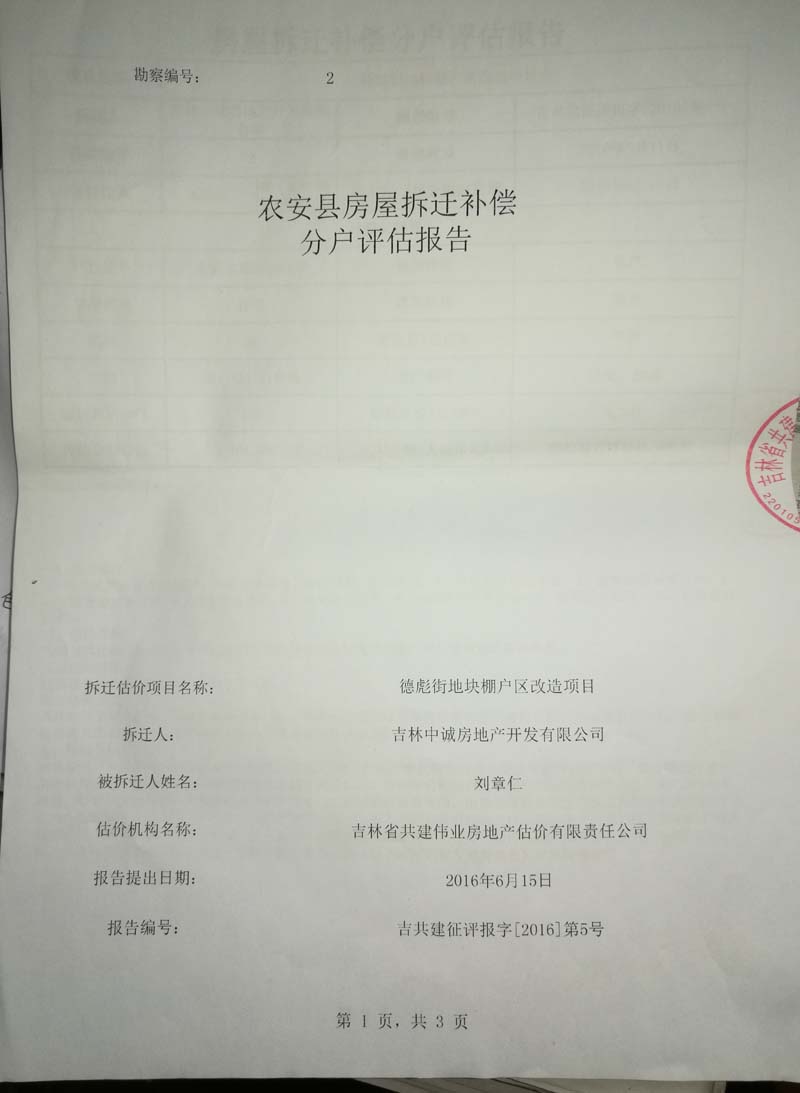 勘察编号： 2
农安县房屋拆迁补偿
分户评估报告
吉林省共建
220105
拆迁估价项目名称： 德彪街地块棚户区改造项目
拆迁人： 吉林中诚房地产开发有限公司
被拆迁人姓名： 刘章仁
估价机构名称： 吉林省共建伟业房地产估价有限责任公司
报告提出日期： 2016年6月15日
报告编号： 吉共建征评报字[2016]第5号
第 1 页，共 3 页